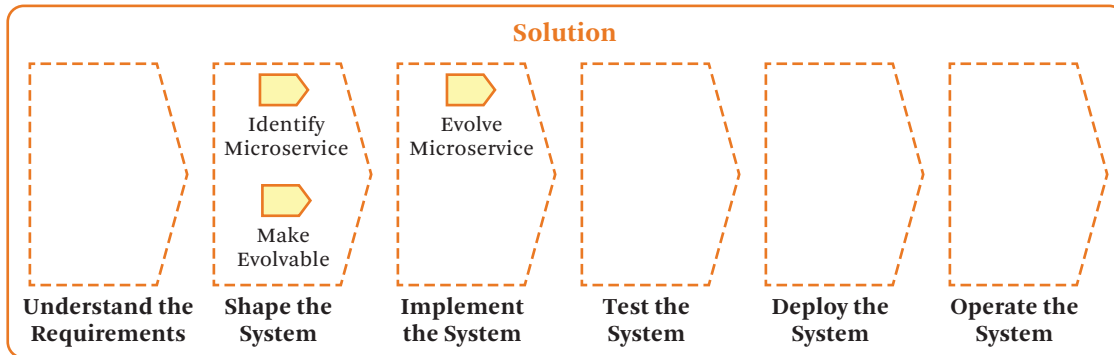 Solution
Identify
Microservice
Make
Evolvable
Evolve
Microservice
Understand the
Requirements
Shape the
System
Implement
the System
Test the
System
Deploy the
System
Operate the
System